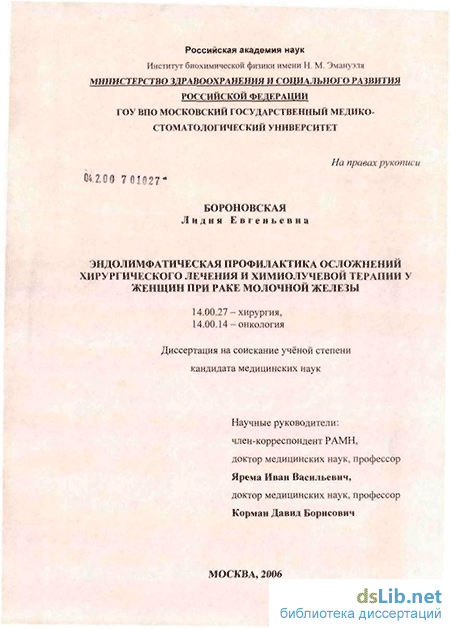 Российская академия наук
Институт биохимической физики имени Н. М. Эмануэля
МИНИСТЕРСТВО ЗДРАВООХРАНЕНИЯ И СОЦИАЛЬНОГО РАЗВИТИЯ
РОССИЙСКОЙ ФЕДЕРАЦИИ
ГОУ ВПО МОСКОВСКИЙ ГОСУДАРСТВЕННЫЙ МЕДИКО-
СТОМАТОЛОГИЧЕСКИЙ УНИВЕРСИТЕТ
На правах рукописи
04.200 7 01027 -
БОРОНОВСКАЯ
Лидия Евгеньевна
ЭНДОЛИМФАТИЧЕСКАЯ ПРОФИЛАКТИКА ОСЛОЖНЕНИЙ
ХИРУРГИЧЕСКОГО ЛЕЧЕНИЯ И ХИМИОЛУЧЕВОЙ ТЕРАПИИ У
ЖЕНЩИН ПРИ РАКЕ МОЛОЧНОЙ ЖЕЛЕЗЫ
14.00.27 – хирургия,
14.00.14 – онкология
Диссертация на соискание учёной степени
кандидата медицинских наук
Научные руководители:
член-корреспондент РАМН,
доктор медицинских наук, профессор
Ярема Иван Васильевич,
доктор медицинских наук, профессор
Корман Давид Борисович
МОСКВА, 2006
dsLib.net
библиотека диссертаций